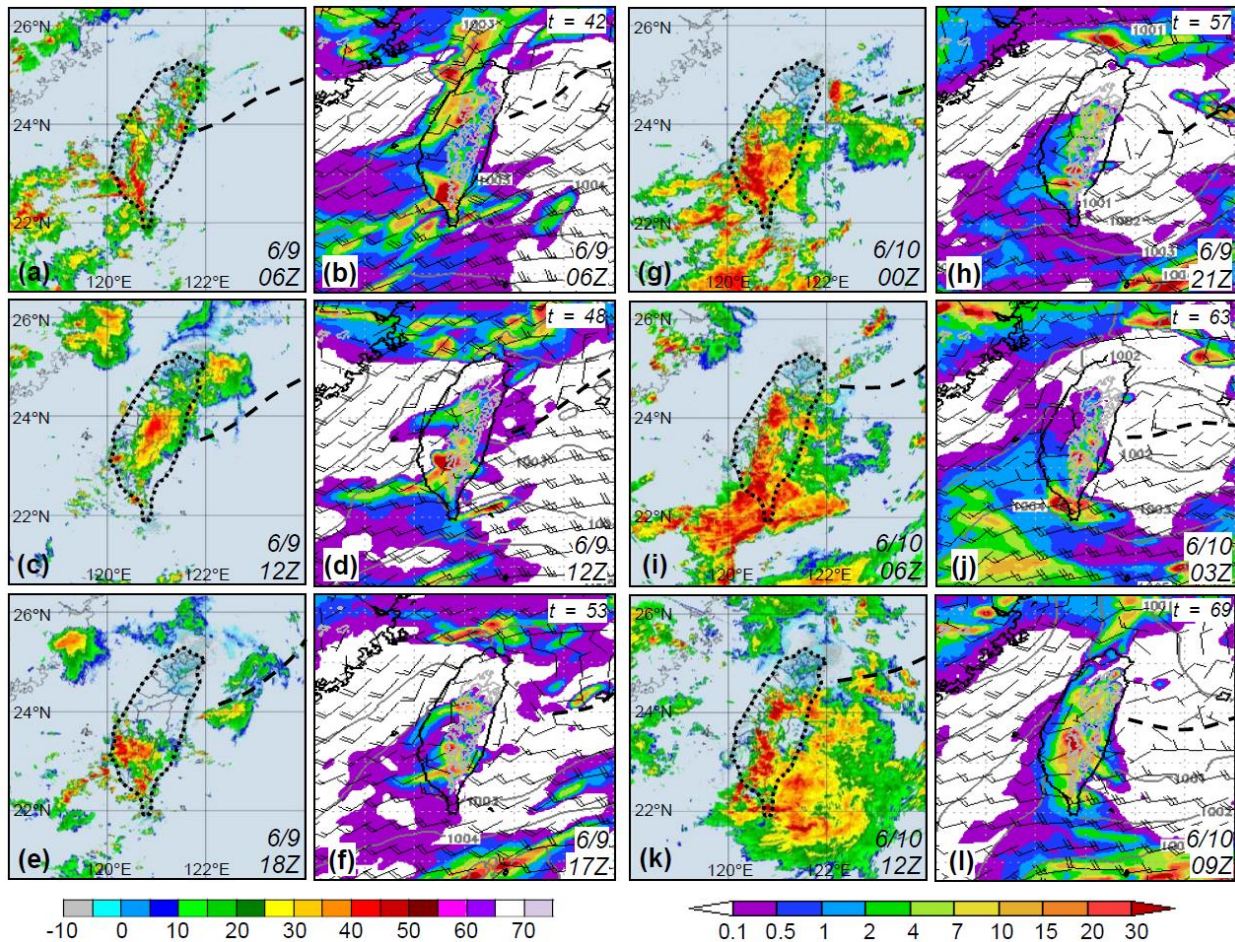 26°N
24°N
22°N
120°E 122°E
(a)
6/9
06Z
t = 42
1003
1003
1004
(b)
6/9
06Z
26°N
24°N
22°N
120°E 122°E
(g)
6/10
00Z
t = 57
1001
1001
1002
1003
(h)
6/9
21Z
26°N
24°N
22°N
120°E 122°E
(c)
6/9
12Z
t = 48
1003
(d)
6/9
12Z
26°N
24°N
22°N
120°E 122°E
(i)
6/10
06Z
t = 63
1002
1002
1004
1003
(j)
6/10
03Z
26°N
24°N
22°N
120°E 122°E
(e)
6/9
18Z
t = 53
1003
1004
(f)
6/9
17Z
26°N
24°N
22°N
120°E 122°E
(k)
6/10
12Z
t = 69
1001
1001
1002
(l)
6/10
09Z
-10 0 10 20 30 40 50 60 70
0.1 0.5 1 2 4 7 10 15 20 30